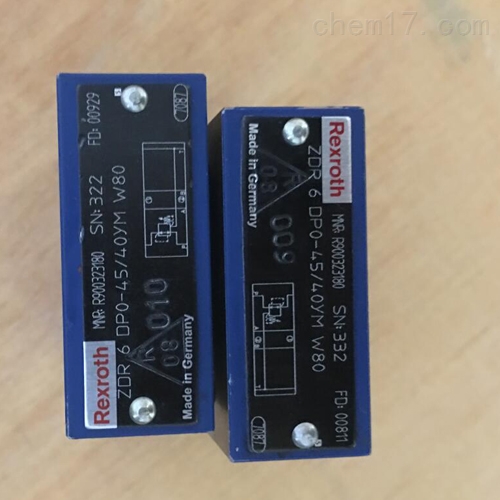 chem17.com
Rexroth
MNR: R900323180 SN: 322 FD: 00929
ZDR 6 DP0-45/40YM W80
7087
010
08
Made in Germany
Rexroth
ZDR 6 DP0-45/40YM W80
MNR: R900323180 SN: 332 FD: 00811
Made in Germany
08
009
7087